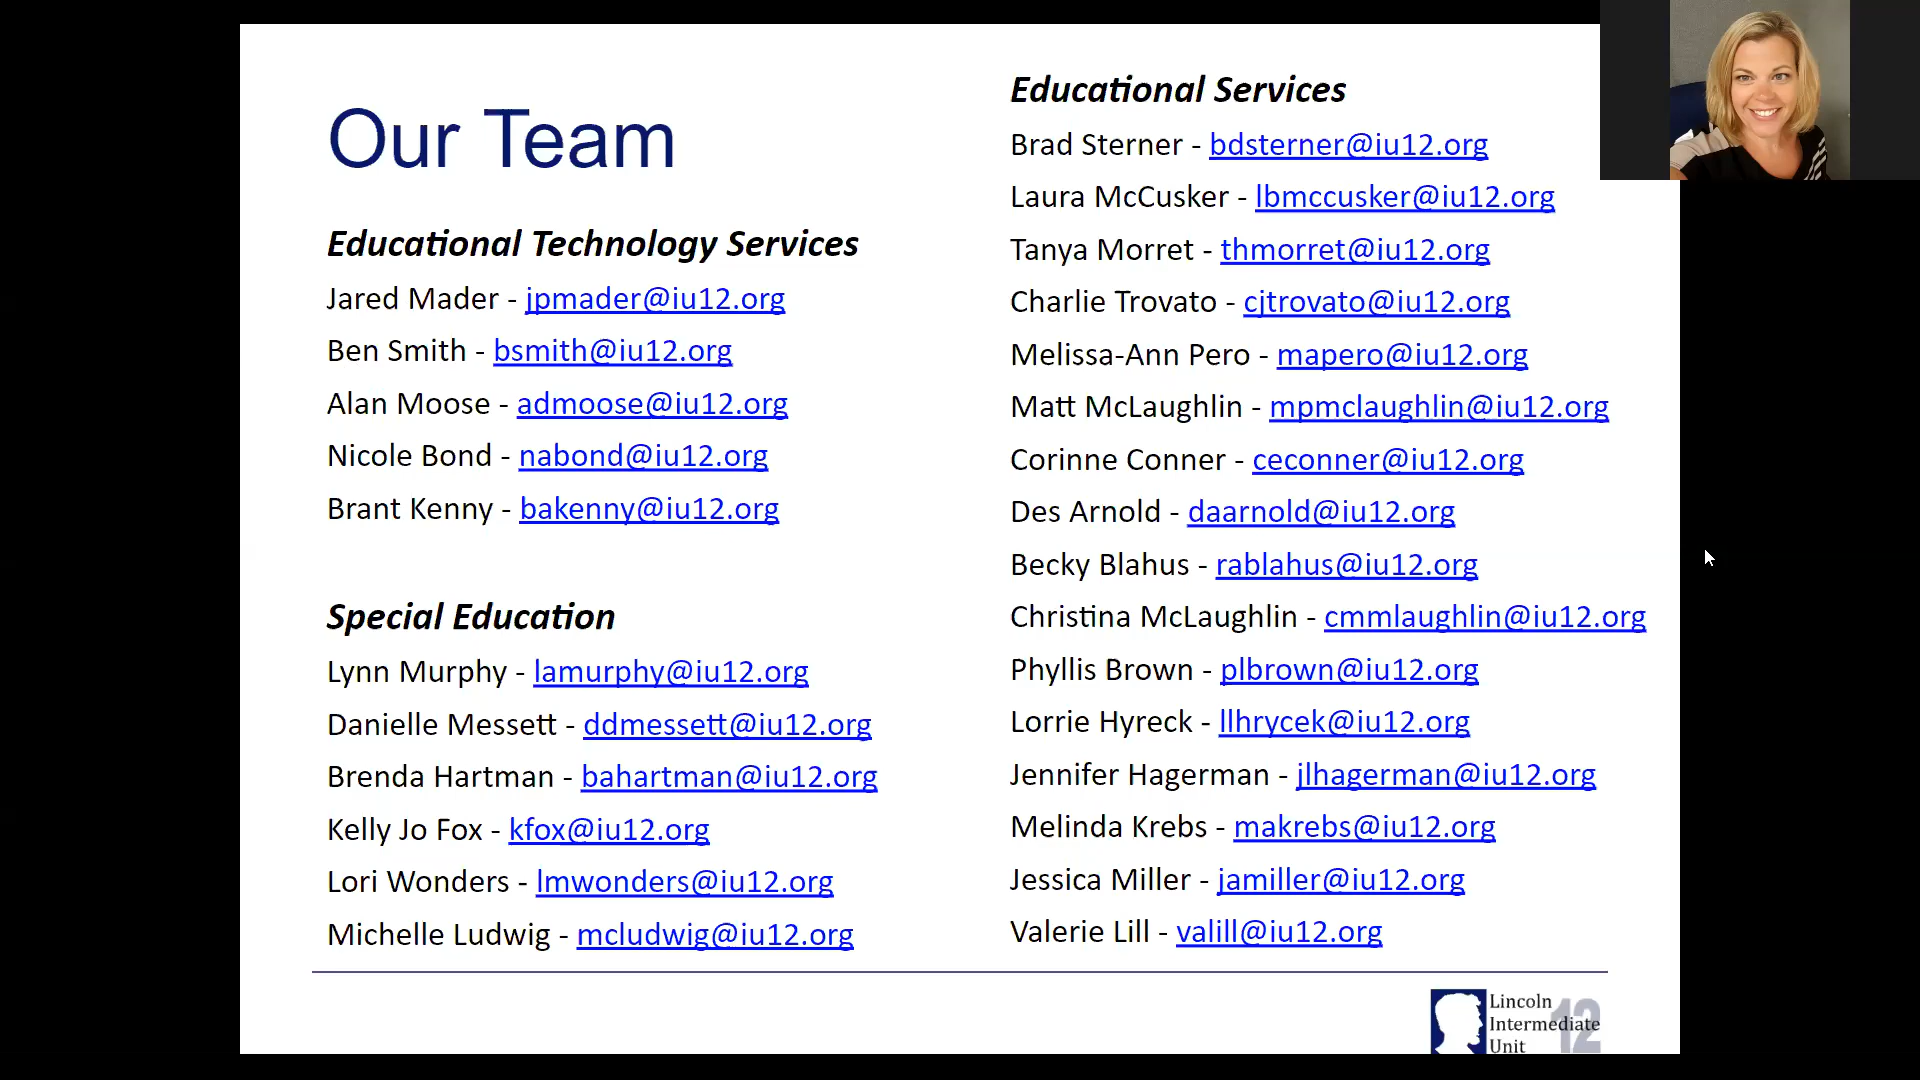 Our Team
Educational Technology Services
Jared Mader - jpmader@iu12.org
Ben Smith - bsmith@iu12.org
Alan Moose - admoose@iu12.org
Nicole Bond - nabond@iu12.org
Brant Kenny - bakenny@iu12.org
Special Education
Lynn Murphy - lamurphy@iu12.org
Danielle Messett - ddmessett@iu12.org
Brenda Hartman - bahartman@iu12.org
Kelly Jo Fox - kfox@iu12.org
Lori Wonders - lmwonders@iu12.org
Michelle Ludwig - mcludwig@iu12.org
Educational Services
Brad Sterner - bdsterner@iu12.org
Laura McCusker - lbmccusker@iu12.org
Tanya Morret - thmorret@iu12.org
Charlie Trovato - cjtrovato@iu12.org
Melissa-Ann Pero - mapero@iu12.org
Matt McLaughlin - mpmclaughlin@iu12.org
Corinne Conner - ceconner@iu12.org
Des Arnold - daarnold@iu12.org
Becky Blahus - rablahus@iu12.org
Christina McLaughlin - cmmlaughlin@iu12.org
Phyllis Brown - plbrown@iu12.org
Lorrie Hyreck - llhrycek@iu12.org
Jennifer Hagerman - jlhagerman@iu12.org
Melinda Krebs - makrebs@iu12.org
Jessica Miller - jamiller@iu12.org
Valerie Lill - valill@iu12.org
Lincoln
Intermediate
Unit
12